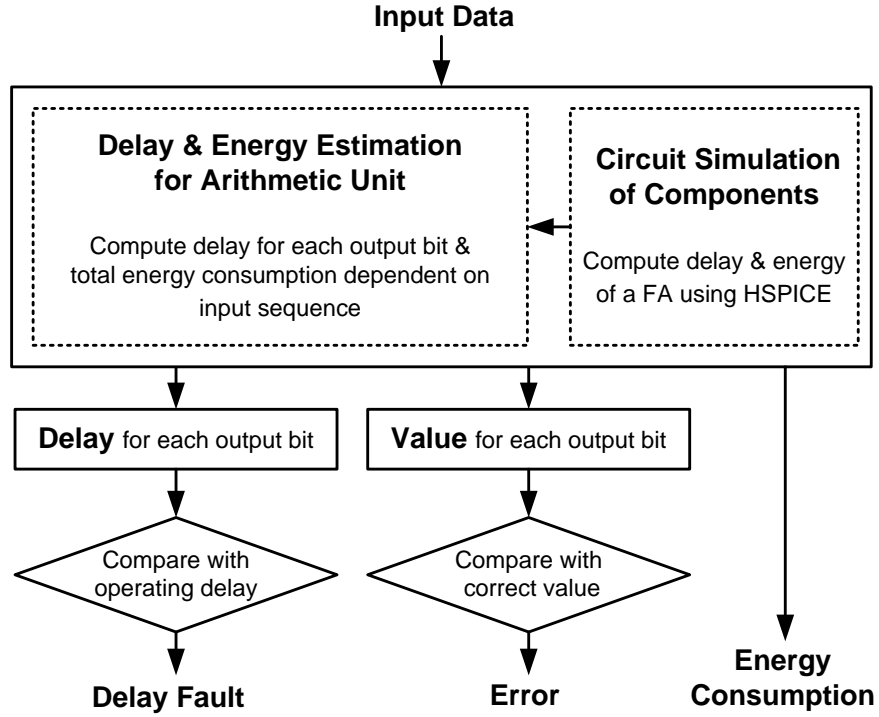 Input Data
Delay & Energy Estimation
for Arithmetic Unit
Compute delay for each output bit &
total energy consumption dependent on
input sequence
Circuit Simulation
of Components
Compute delay & energy
of a FA using HSPICE
Delay for each output bit
Value for each output bit
Compare with
operating delay
Compare with
correct value
Delay Fault
Error
Energy
Consumption